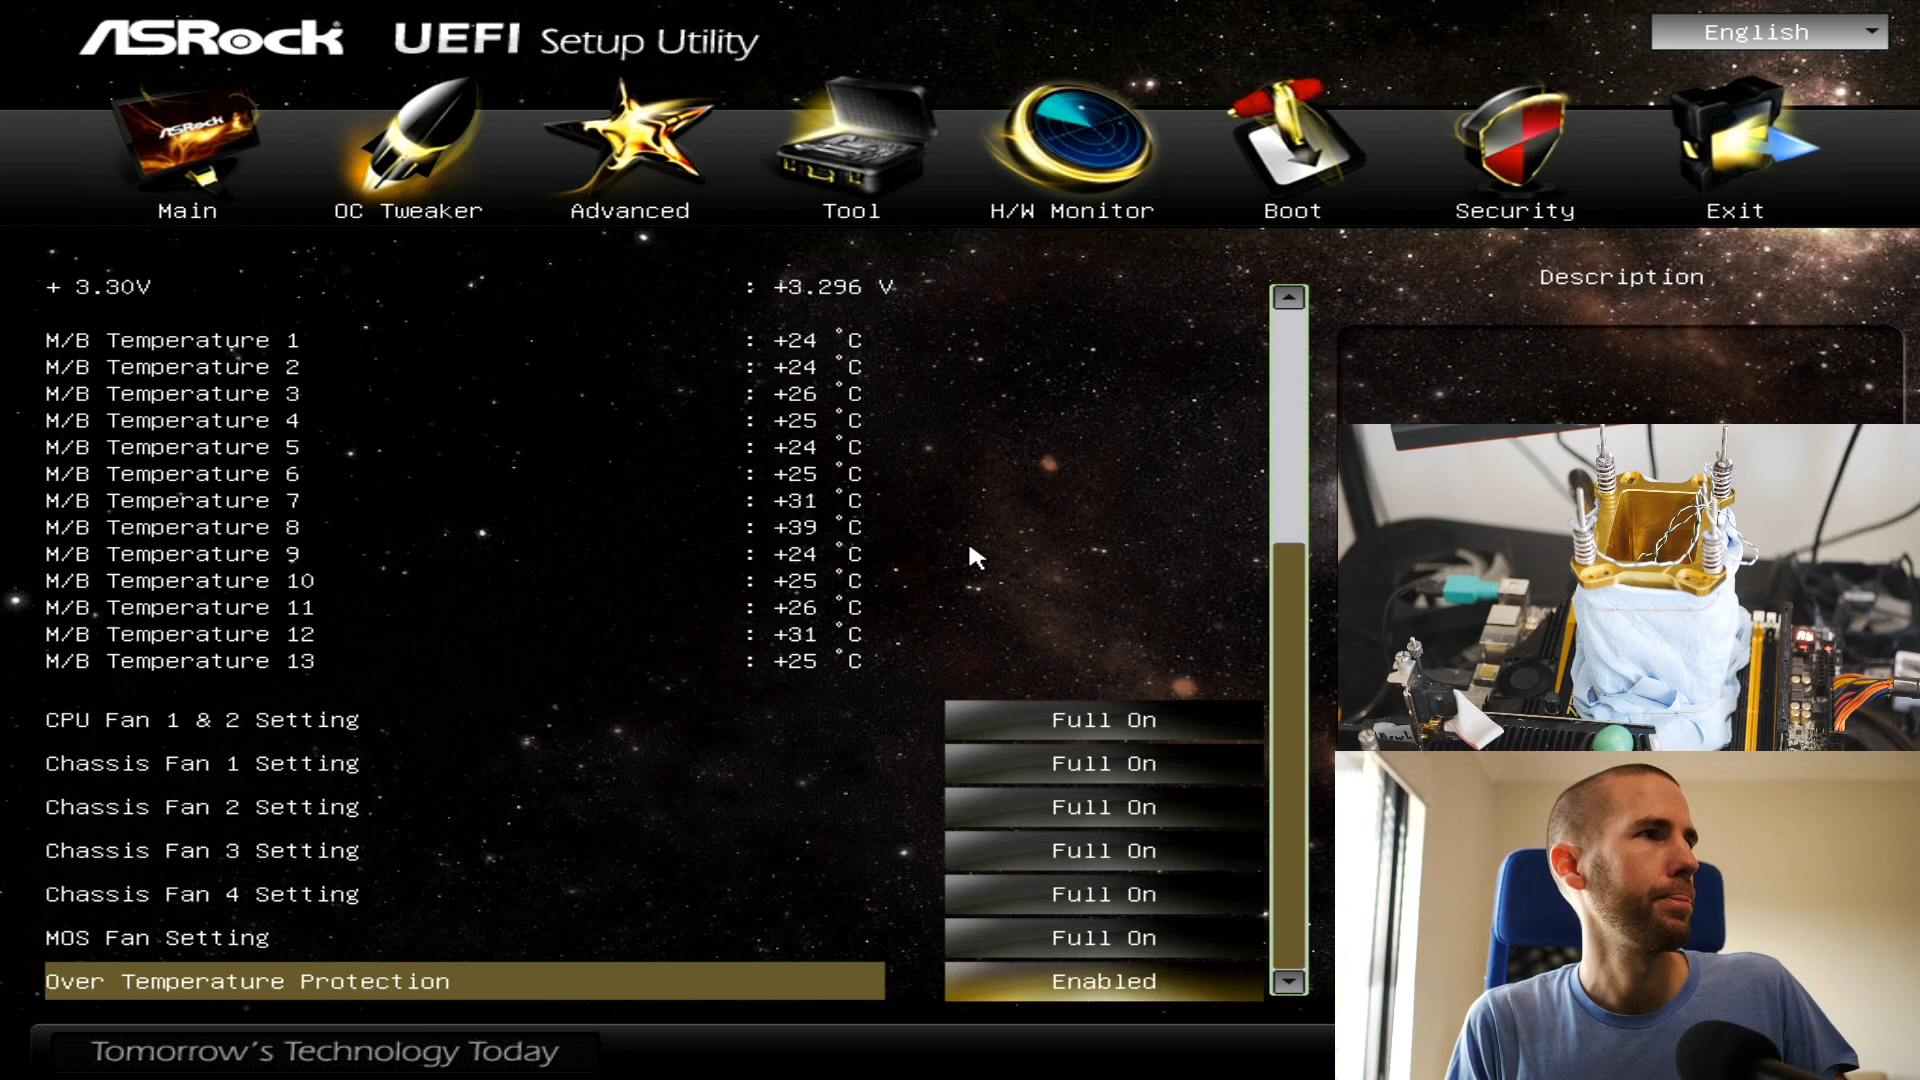 ASRock UEFI Setup Utility
English
ASRock
Main
OC Tweaker
Advanced
Tool
H/W Monitor
Boot
Security
Exit
Description
+ 3.30V : +3.296 V
M/B Temperature 1 : +24 °C
M/B Temperature 2 : +24 °C
M/B Temperature 3 : +26 °C
M/B Temperature 4 : +25 °C
M/B Temperature 5 : +24 °C
M/B Temperature 6 : +25 °C
M/B Temperature 7 : +31 °C
M/B Temperature 8 : +39 °C
M/B Temperature 9 : +24 °C
M/B Temperature 10 : +25 °C
M/B Temperature 11 : +26 °C
M/B Temperature 12 : +31 °C
M/B Temperature 13 : +25 °C
CPU Fan 1 & 2 Setting Full On
Chassis Fan 1 Setting Full On
Chassis Fan 2 Setting Full On
Chassis Fan 3 Setting Full On
Chassis Fan 4 Setting Full On
MOS Fan Setting Full On
Over Temperature Protection Enabled
Tomorrow's Technology Today